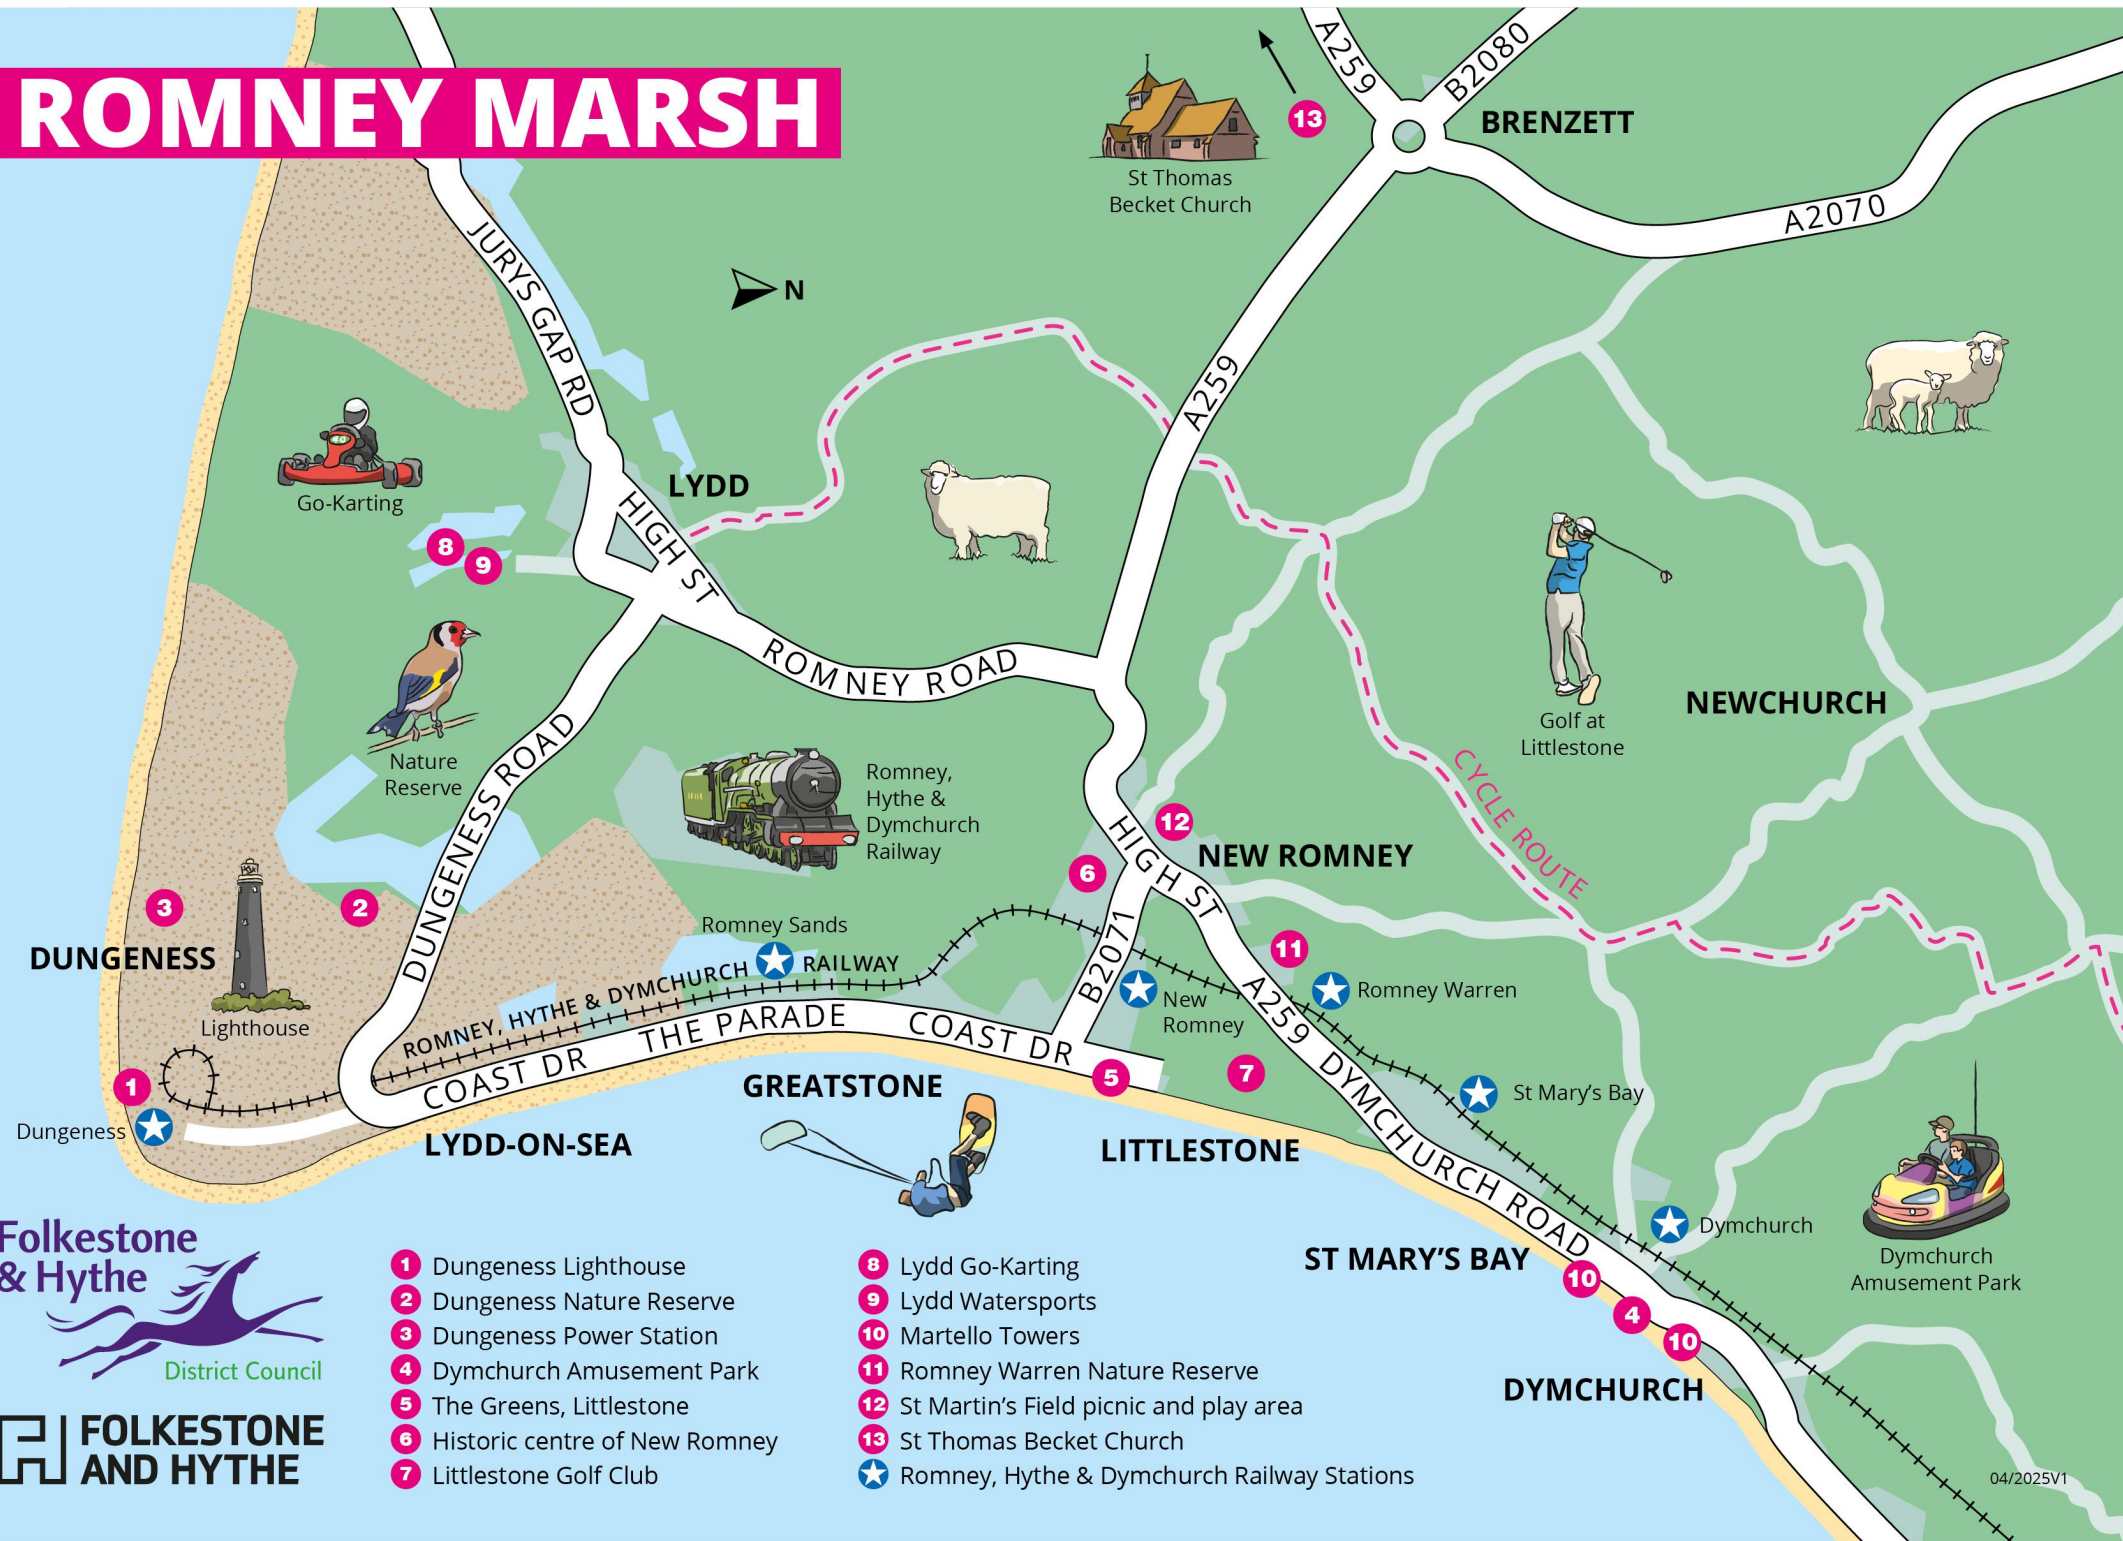 ROMNEY MARSH
A259
B2080
13
BRENZETT
St Thomas
Becket Church
A2070
JURYS GAP RD
N
A259
40
Go-Karting
LYDD
HIGH ST
8
9
ROMNEY ROAD
Nature
Reserve
DUNGENESS ROAD
Golf at
Littlestone
NEWCHURCH
Romney,
Hythe &
Dymchurch
Railway
CYCLE ROUTE
12
HIGH ST
NEW ROMNEY
6
3
2
DUNGENESS
Lighthouse
Romney Sands
ROMNEY, HYTHE & DYMCHURCH RAILWAY
B2071
11
New
Romney
Romney Warren
A259 DYMCHURCH ROAD
COAST DR
THE PARADE
COAST DR
1
Dungeness
5
7
GREATSTONE
LYDD-ON-SEA
LITTLESTONE
St Mary's Bay
Dymchurch
ST MARY'S BAY
10
4
10
DYMCHURCH
Dymchurch
Amusement Park
Folkestone
& Hythe
District Council
FOLKESTONE
AND HYTHE
1 Dungeness Lighthouse
2 Dungeness Nature Reserve
3 Dungeness Power Station
4 Dymchurch Amusement Park
5 The Greens, Littlestone
6 Historic centre of New Romney
7 Littlestone Golf Club
8 Lydd Go-Karting
9 Lydd Watersports
10 Martello Towers
11 Romney Warren Nature Reserve
12 St Martin's Field picnic and play area
13 St Thomas Becket Church
Romney, Hythe & Dymchurch Railway Stations
04/2025V1